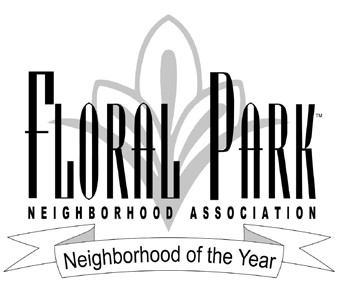 FLORAL PARK™
NEIGHBORHOOD ASSOCIATION
Neighborhood of the Year